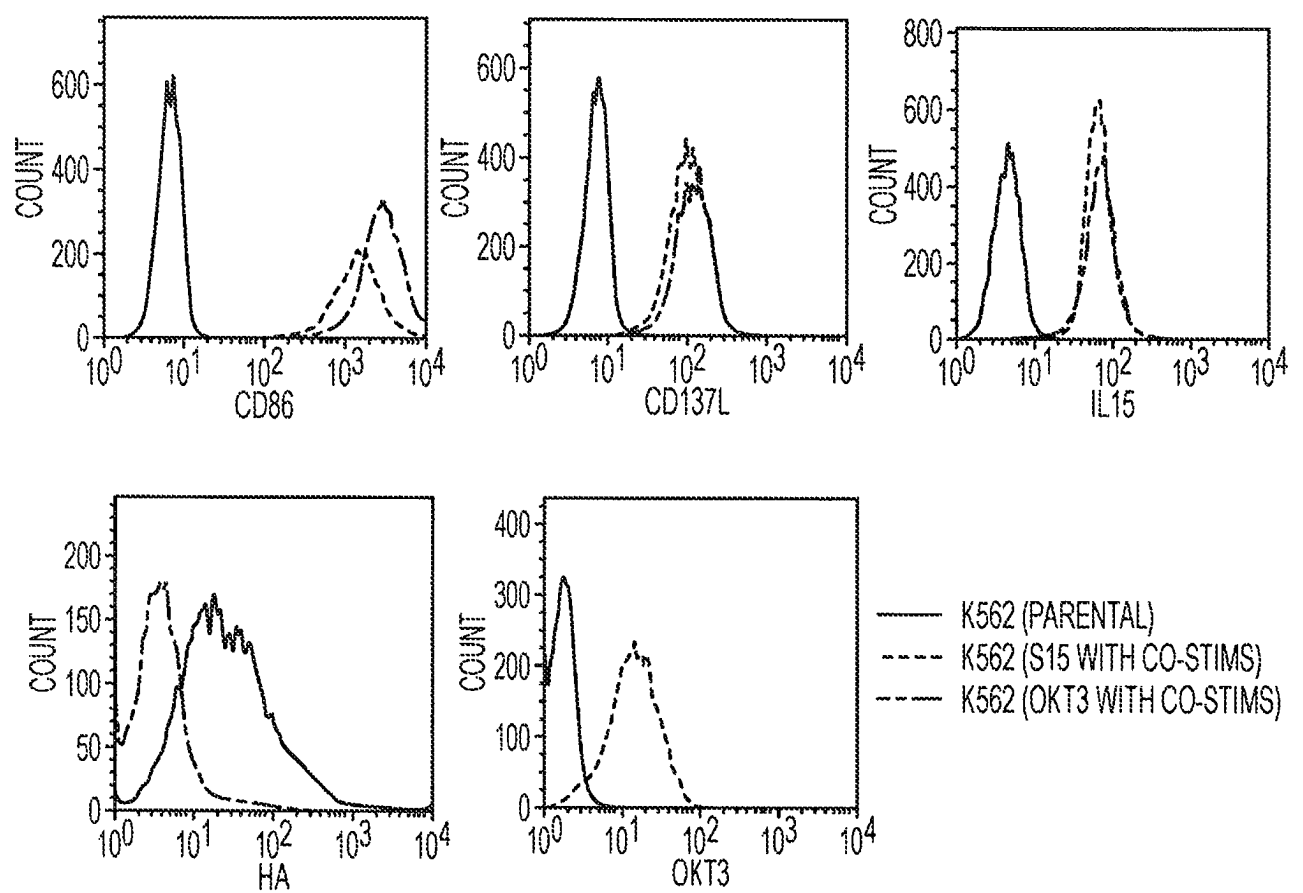 COUNT
600
400
200
0
10^0 10^1 10^2 10^3 10^4
CD86
COUNT
600
400
200
0
10^0 10^1 10^2 10^3 10^4
CD137L
COUNT
800
600
400
200
0
10^0 10^1 10^2 10^3 10^4
IL15
COUNT
200
150
100
50
0
10^0 10^1 10^2 10^3 10^4
HA
COUNT
400
300
200
100
0
10^0 10^1 10^2 10^3 10^4
OKT3
K562 (PARENTAL)
K562 (S15 WITH CO-STIMS)
K562 (OKT3 WITH CO-STIMS)